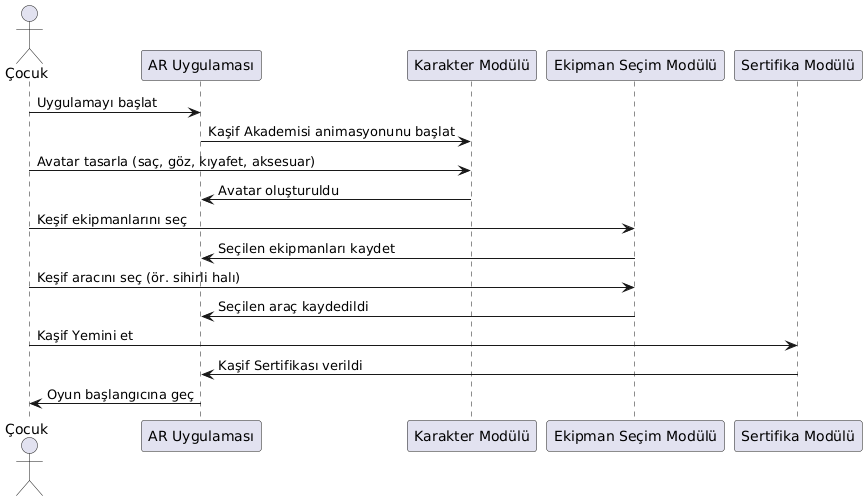 Çocuk
AR Uygulaması
Karakter Modülü
Ekipman Seçim Modülü
Sertifika Modülü
Uygulamayı başlat
Kaşif Akademisi animasyonunu başlat
Avatar tasarla (saç, göz, kıyafet, aksesuar)
Avatar oluşturuldu
Keşif ekipmanlarını seç
Seçilen ekipmanları kaydet
Keşif aracını seç (ör. sihirli halı)
Seçilen araç kaydedildi
Kaşif Yemini et
Kaşif Sertifikası verildi
Oyun başlangıcına geç
Çocuk
AR Uygulaması
Karakter Modülü
Ekipman Seçim Modülü
Sertifika Modülü